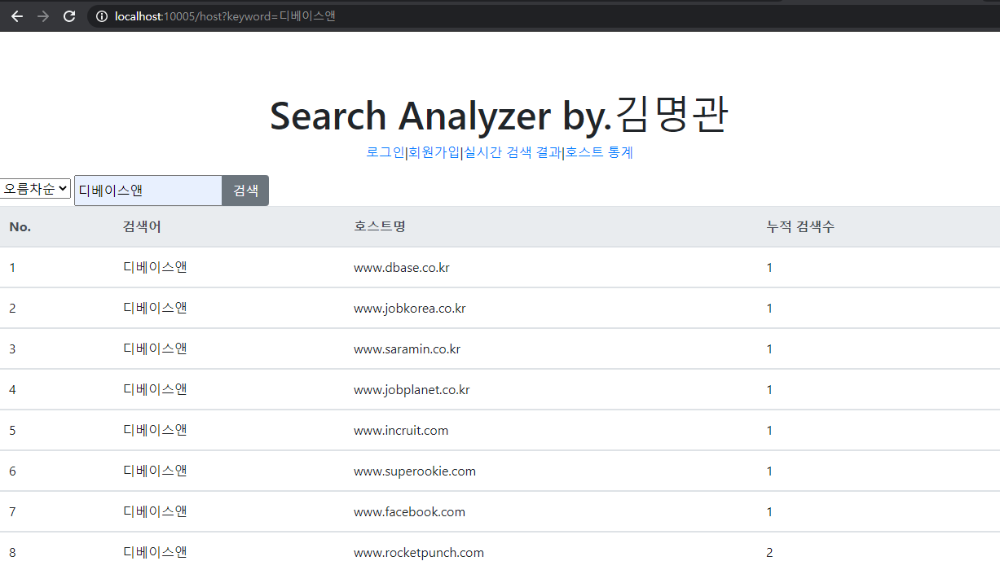 localhost:10005/host?keyword=디베이스앤
Search Analyzer by.김명관
로그인|회원가입|실시간 검색 결과|호스트 통계
오름차순 디베이스앤 검색
No. 검색어 호스트명 누적 검색수
1 디베이스앤 www.dbase.co.kr 1
2 디베이스앤 www.jobkorea.co.kr 1
3 디베이스앤 www.saramin.co.kr 1
4 디베이스앤 www.jobplanet.co.kr 1
5 디베이스앤 www.incruit.com 1
6 디베이스앤 www.superookie.com 1
7 디베이스앤 www.facebook.com 1
8 디베이스앤 www.rocketpunch.com 2